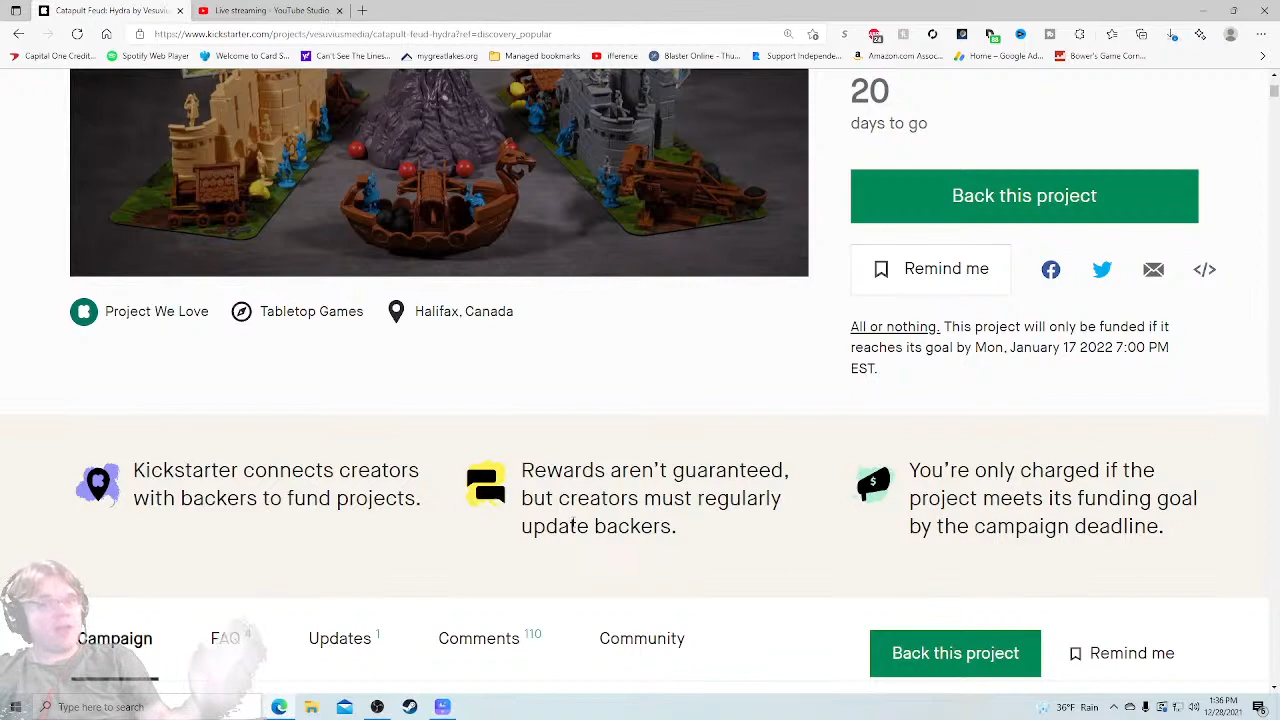 Catapult Feud: Hydra by Vesuviu
Live streaming - YouTube Studio
https://www.kickstarter.com/projects/vesuviusmedia/catapult-feud-hydra?ref=discovery_popular
Capital One Credit...
Spotify Web Player
Welcome to Card S...
Can't See The Lines...
mygreatlakes.org
Managed bookmarks
ifference
Blaster Online - Thu...
Support Independe...
Amazon.com Assoc...
Home – Google Ad...
Bower's Game Corn...
20
days to go
Back this project
Remind me
Project We Love
Tabletop Games
Halifax, Canada
All or nothing. This project will only be funded if it
reaches its goal by Mon, January 17 2022 7:00 PM
EST.
Kickstarter connects creators
with backers to fund projects.
Rewards aren't guaranteed,
but creators must regularly
update backers.
You're only charged if the
project meets its funding goal
by the campaign deadline.
Campaign
FAQ 4
Updates 1
Comments 110
Community
Back this project
Remind me
Type here to search
36°F Rain
1:36 PM
12/28/2021